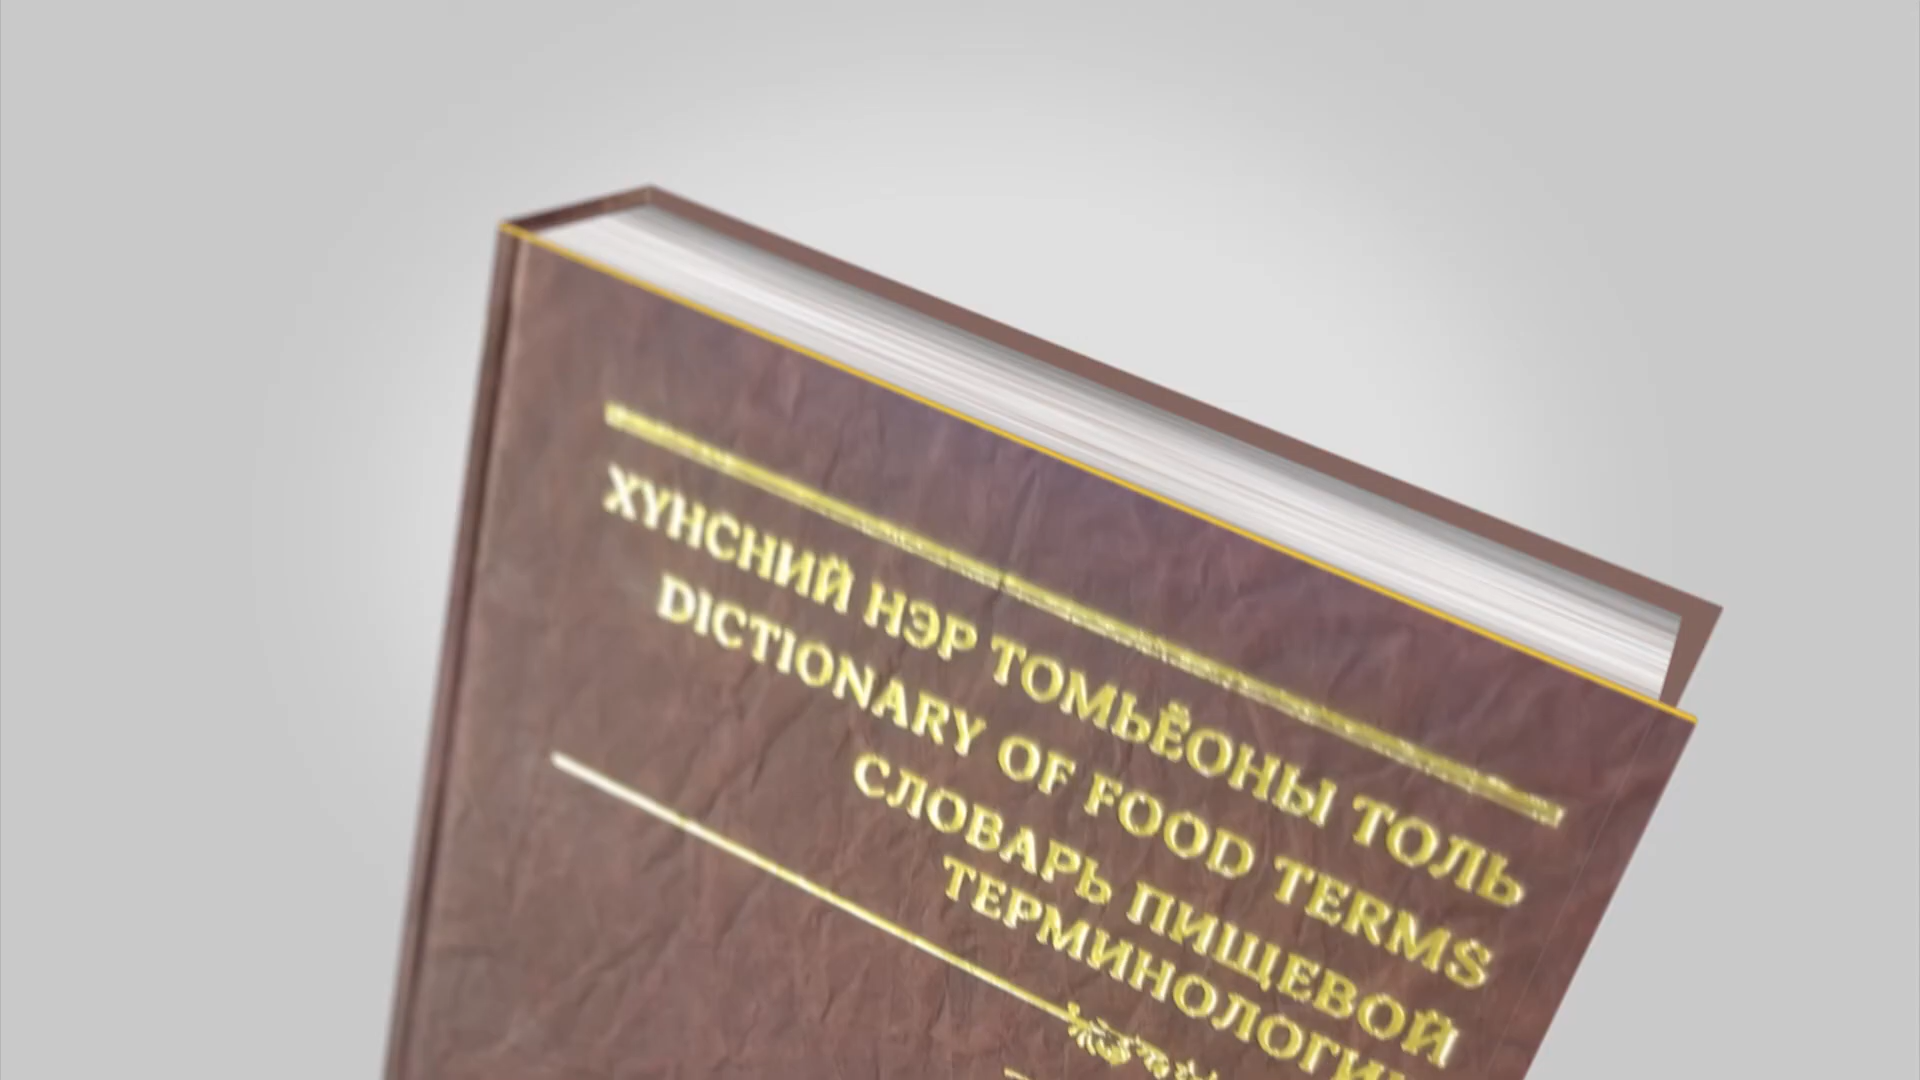 ХҮНСНИЙ НЭР ТОМЬЁОНЫ ТОЛЬ
DICTIONARY OF FOOD TERMS
СЛОВАРЬ ПИЩЕВОЙ
ТЕРМИНОЛОГИИ